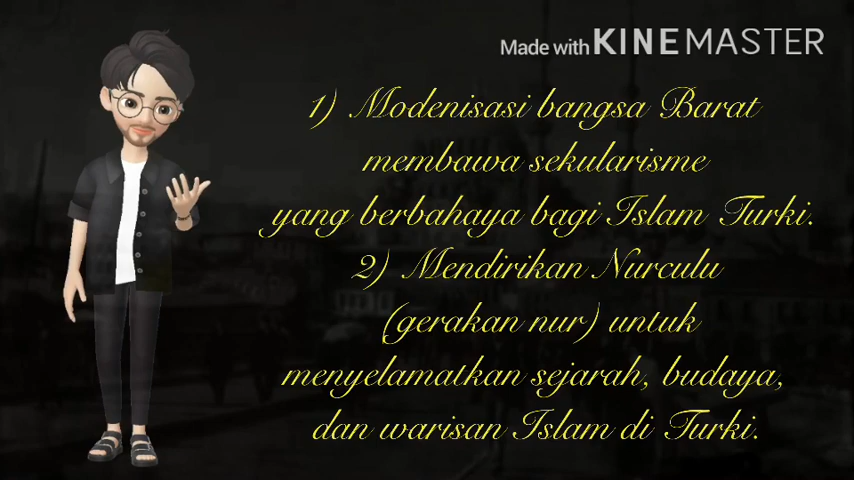 Made with KINEMASTER
1) Modenisasi bangsa Barat
membawa sekularisme
yang berbahaya bagi Islam Turki.
2) Mendirikan Nurculu
(gerakan nur) untuk
menyelamatkan sejarah, budaya,
dan warisan Islam di Turki.